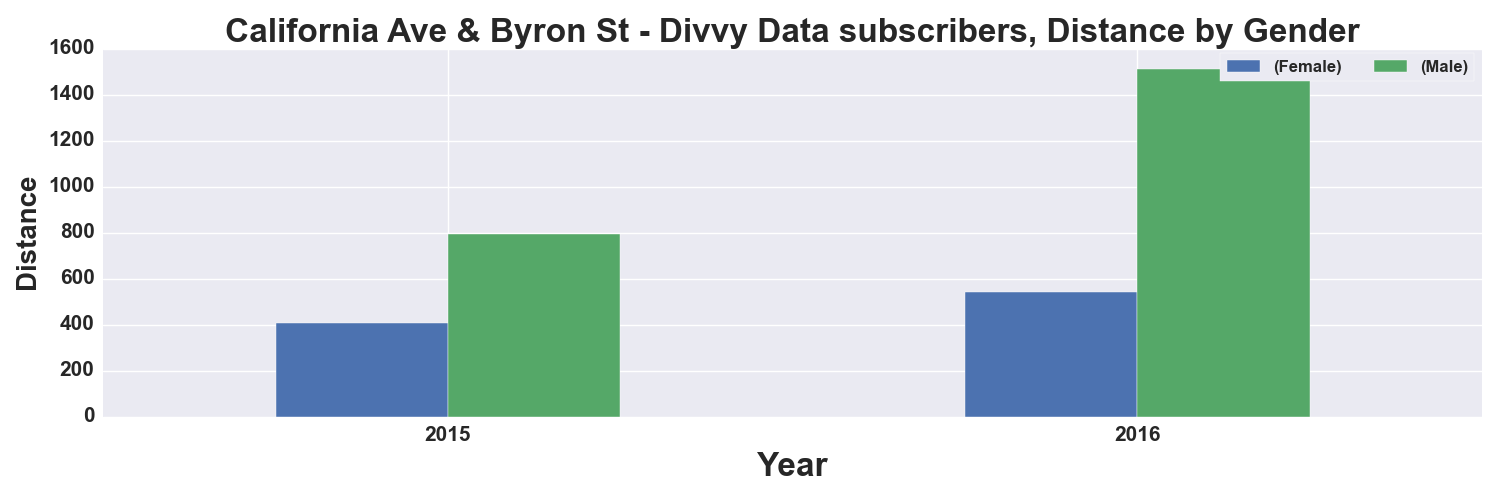 California Ave & Byron St - Divvy Data subscribers, Distance by Gender
1600
1400
1200
1000
800
600
400
200
0
Distance
(Female) (Male)
2015 2016
Year